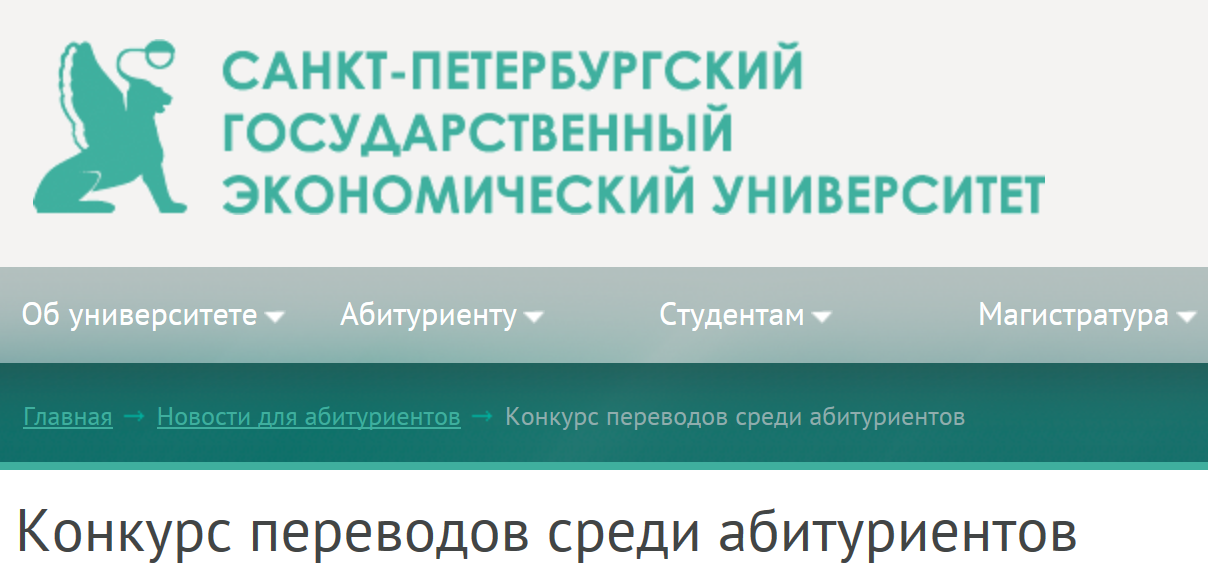 САНКТ-ПЕТЕРБУРГСКИЙ
ГОСУДАРСТВЕННЫЙ
ЭКОНОМИЧЕСКИЙ УНИВЕРСИТЕТ
Об университете Абитуриенту Студентам Магистратура
Главная → Новости для абитуриентов → Конкурс переводов среди абитуриентов
Конкурс переводов среди абитуриентов